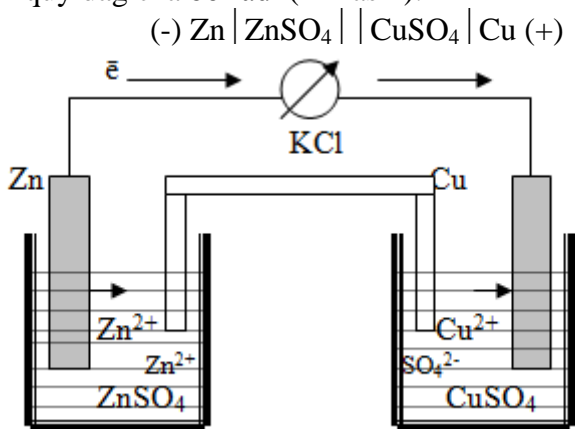 (-) Zn│ZnSO₄││CuSO₄│Cu (+)
ē
KCl
Zn
Cu
Zn²⁺
Cu²⁺
Zn²⁺
SO₄²⁻
ZnSO₄
CuSO₄